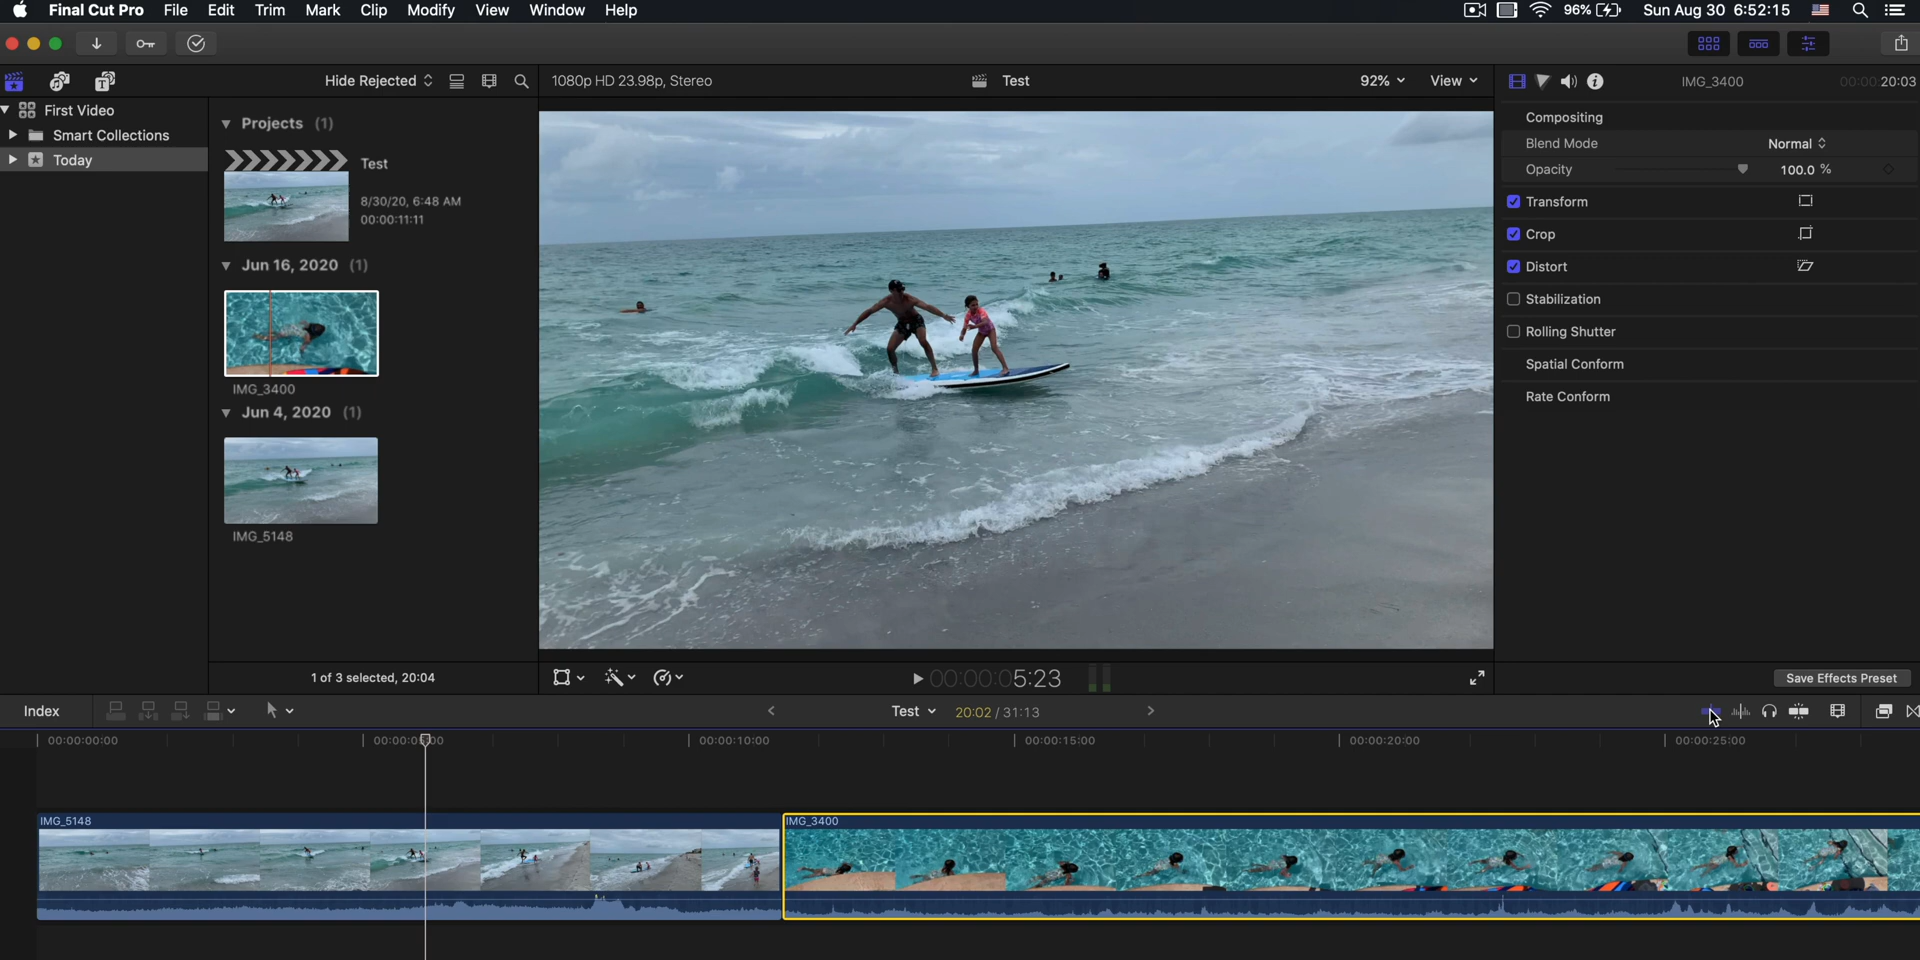 Final Cut Pro File Edit Trim Mark Clip Modify View Window Help 96% Sun Aug 30 6:52:15
Hide Rejected 1080p HD 23.98p, Stereo Test 92% View IMG_3400 00:00:20:03
First Video
Smart Collections
Today
Projects (1)
Test
8/30/20, 6:48 AM
00:00:11:11
Jun 16, 2020 (1)
IMG_3400
Jun 4, 2020 (1)
IMG_5148
1 of 3 selected, 20:04
00:00:05:23
Compositing
Blend Mode Normal
Opacity 100.0 %
Transform
Crop
Distort
Stabilization
Rolling Shutter
Spatial Conform
Rate Conform
Save Effects Preset
Index Test 20:02 / 31:13
00:00:00:00 00:00:05:00 00:00:10:00 00:00:15:00 00:00:20:00 00:00:25:00
IMG_5148 IMG_3400